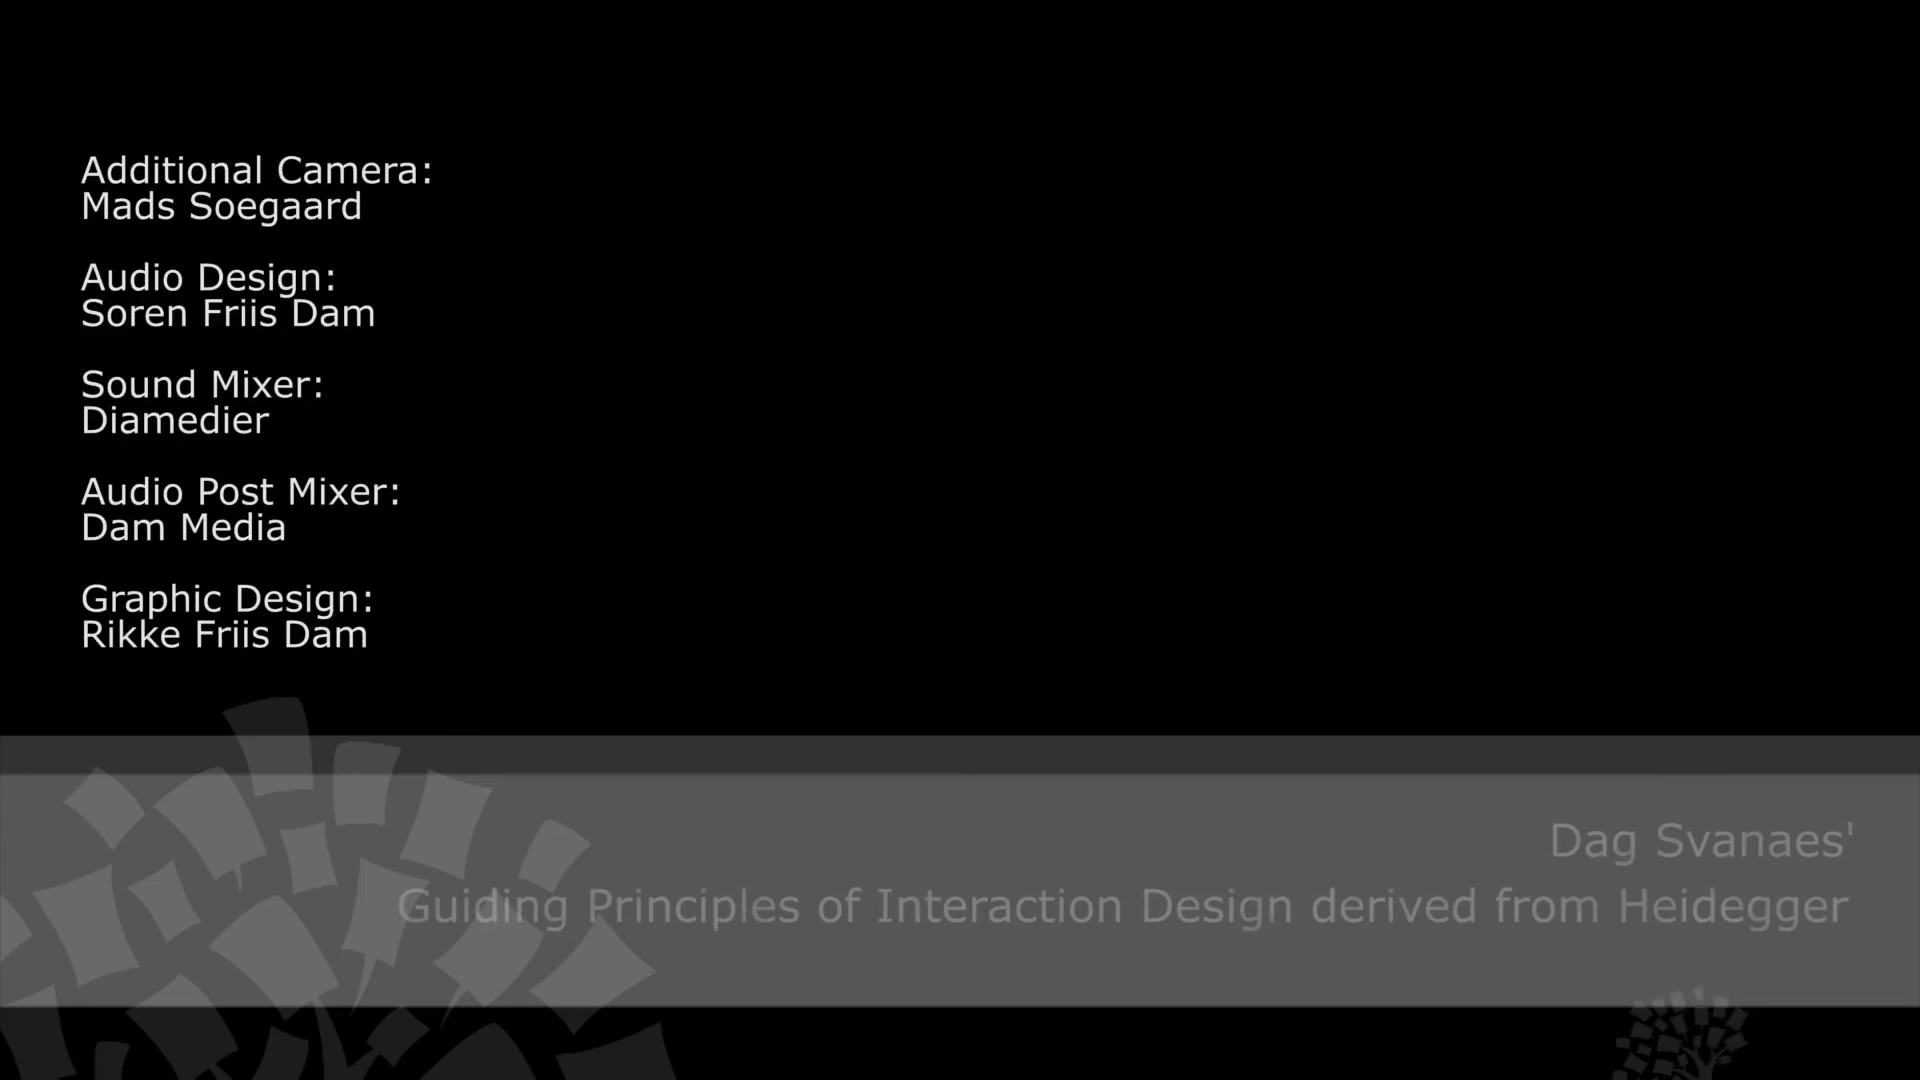 Additional Camera:
Mads Soegaard
Audio Design:
Soren Friis Dam
Sound Mixer:
Diamedier
Audio Post Mixer:
Dam Media
Graphic Design:
Rikke Friis Dam
Dag Svanaes'
Guiding Principles of Interaction Design derived from Heidegger